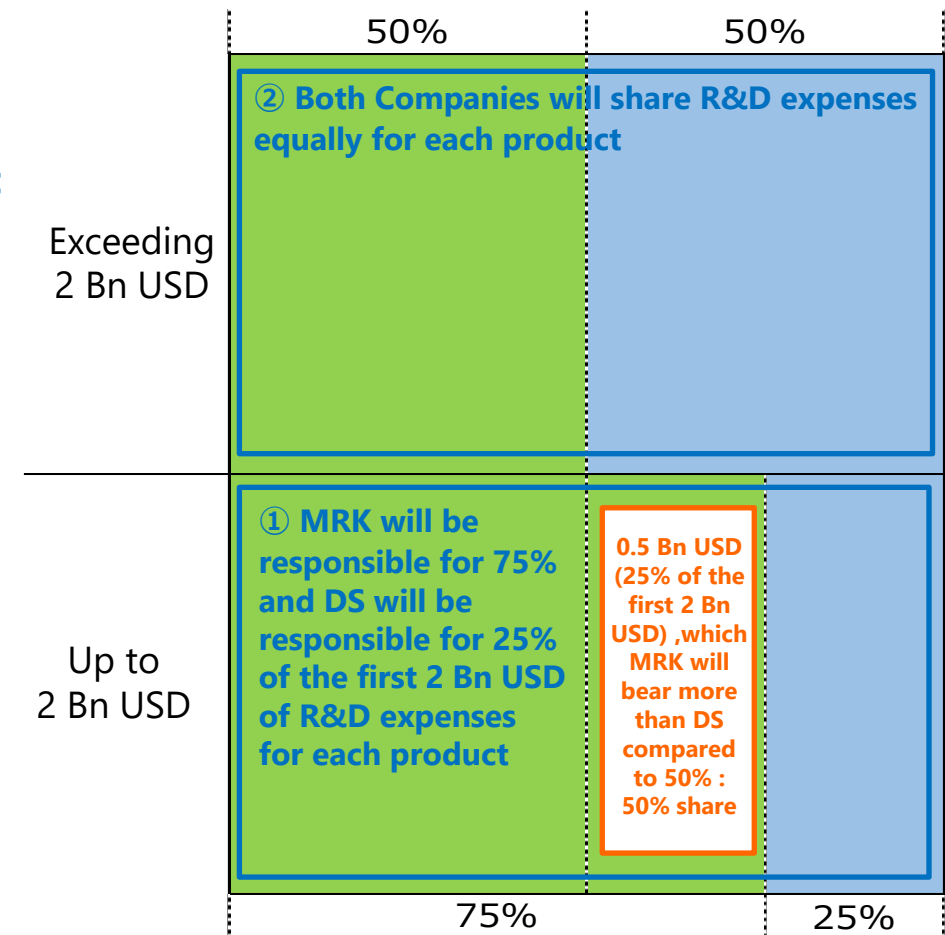 50%
50%
② Both Companies will share R&D expenses
equally for each product
Exceeding
2 Bn USD
① MRK will be
responsible for 75%
and DS will be
responsible for 25%
of the first 2 Bn USD
of R&D expenses
for each product
0.5 Bn USD
(25% of the
first 2 Bn
USD) ,which
MRK will
bear more
than DS
compared
to 50% :
50% share
Up to
2 Bn USD
75%
25%